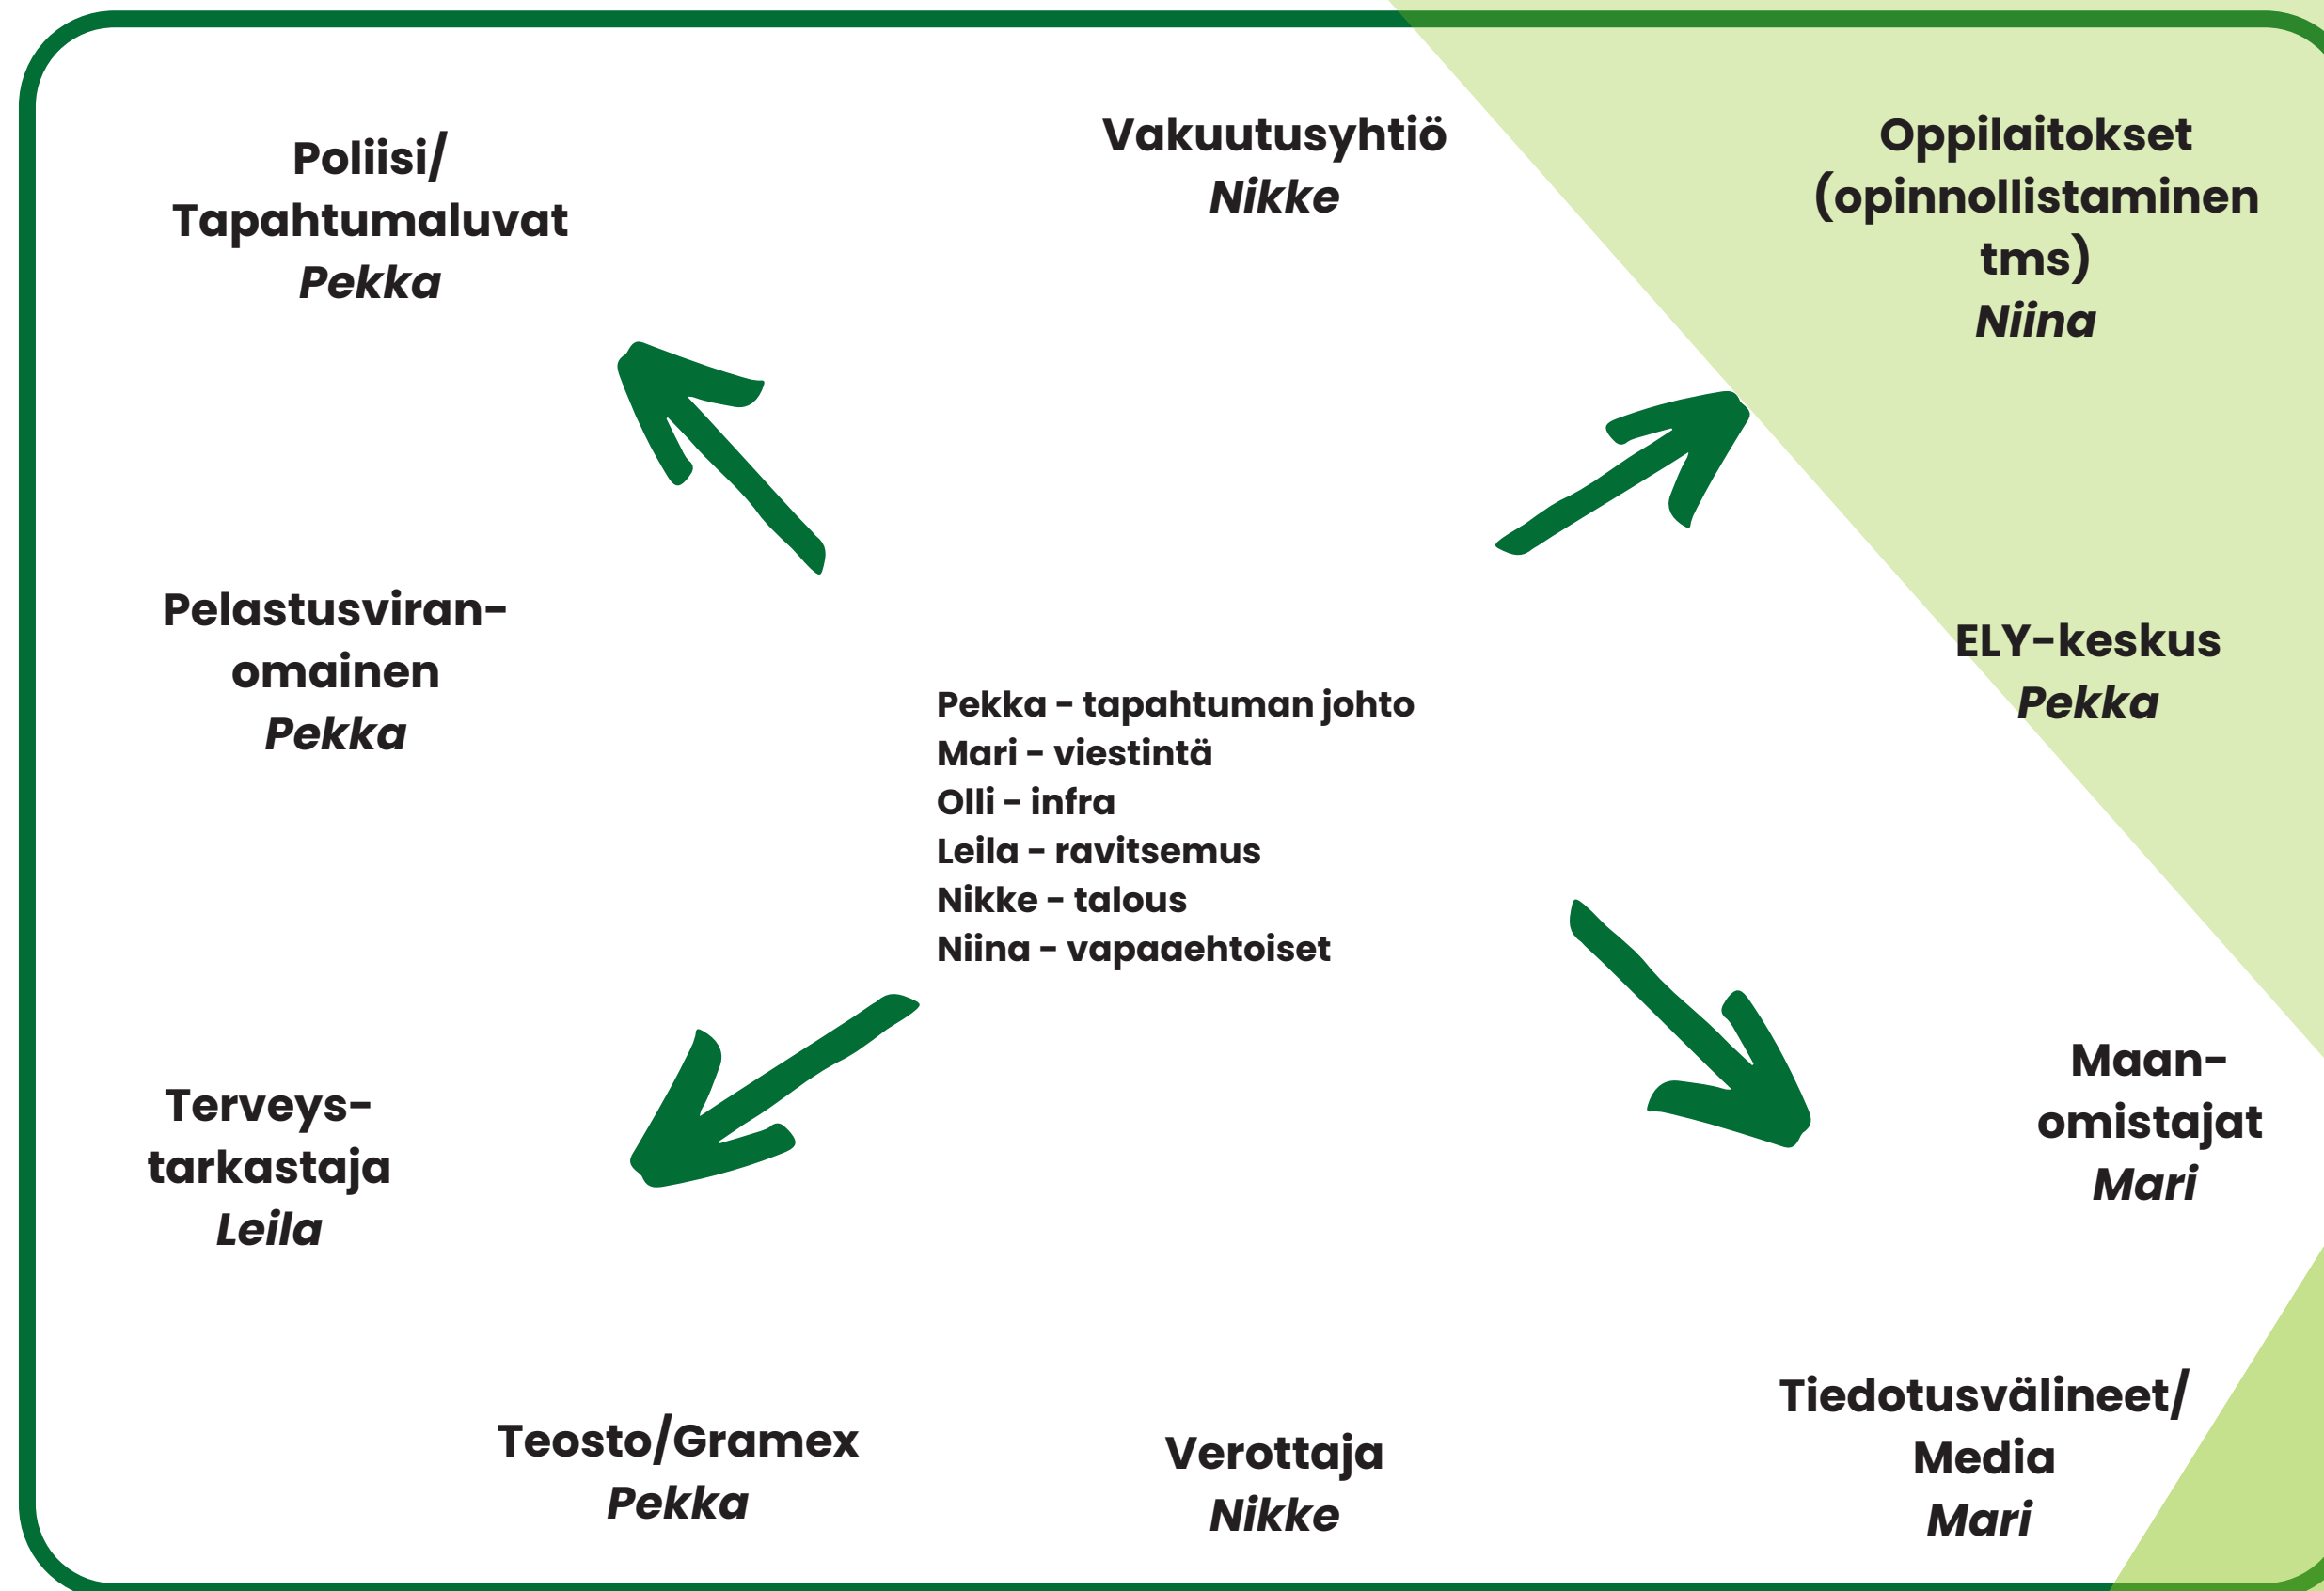 Poliisi/
Tapahtumaluvat
Pekka
Vakuutusyhtiö
Nikke
Oppilaitokset
(opinnollistaminen
tms)
Niina
Pelastusviran-
omainen
Pekka
ELY-keskus
Pekka
Pekka - tapahtuman johto
Mari - viestintä
Olli - infra
Leila - ravitsemus
Nikke - talous
Niina - vapaaehtoiset
Terveys-
tarkastaja
Leila
Maan-
omistajat
Mari
Teosto/Gramex
Pekka
Verottaja
Nikke
Tiedotusvälineet/
Media
Mari